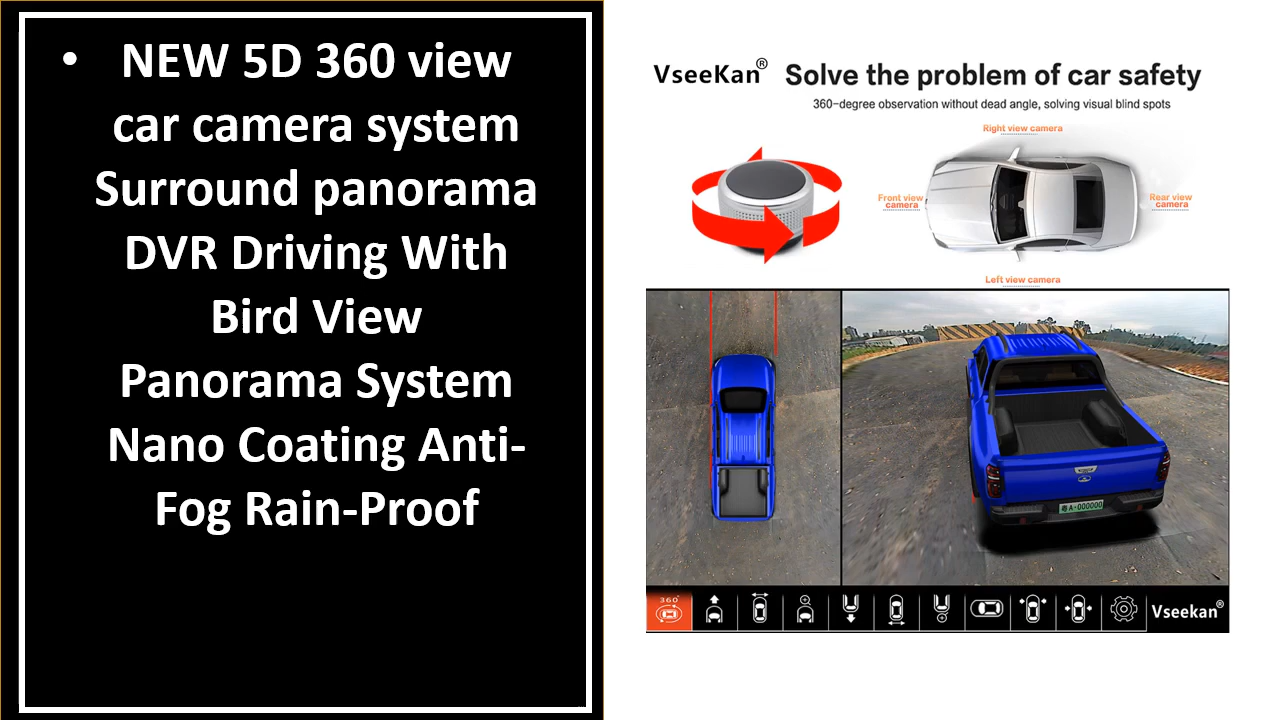 • NEW 5D 360 view
car camera system
Surround panorama
DVR Driving With
Bird View
Panorama System
Nano Coating Anti-
Fog Rain-Proof
VseeKan® Solve the problem of car safety
360-degree observation without dead angle, solving visual blind spots
Right view camera
Front view
camera
Rear view
camera
Left view camera
粤A·000000
360°
Vseekan®